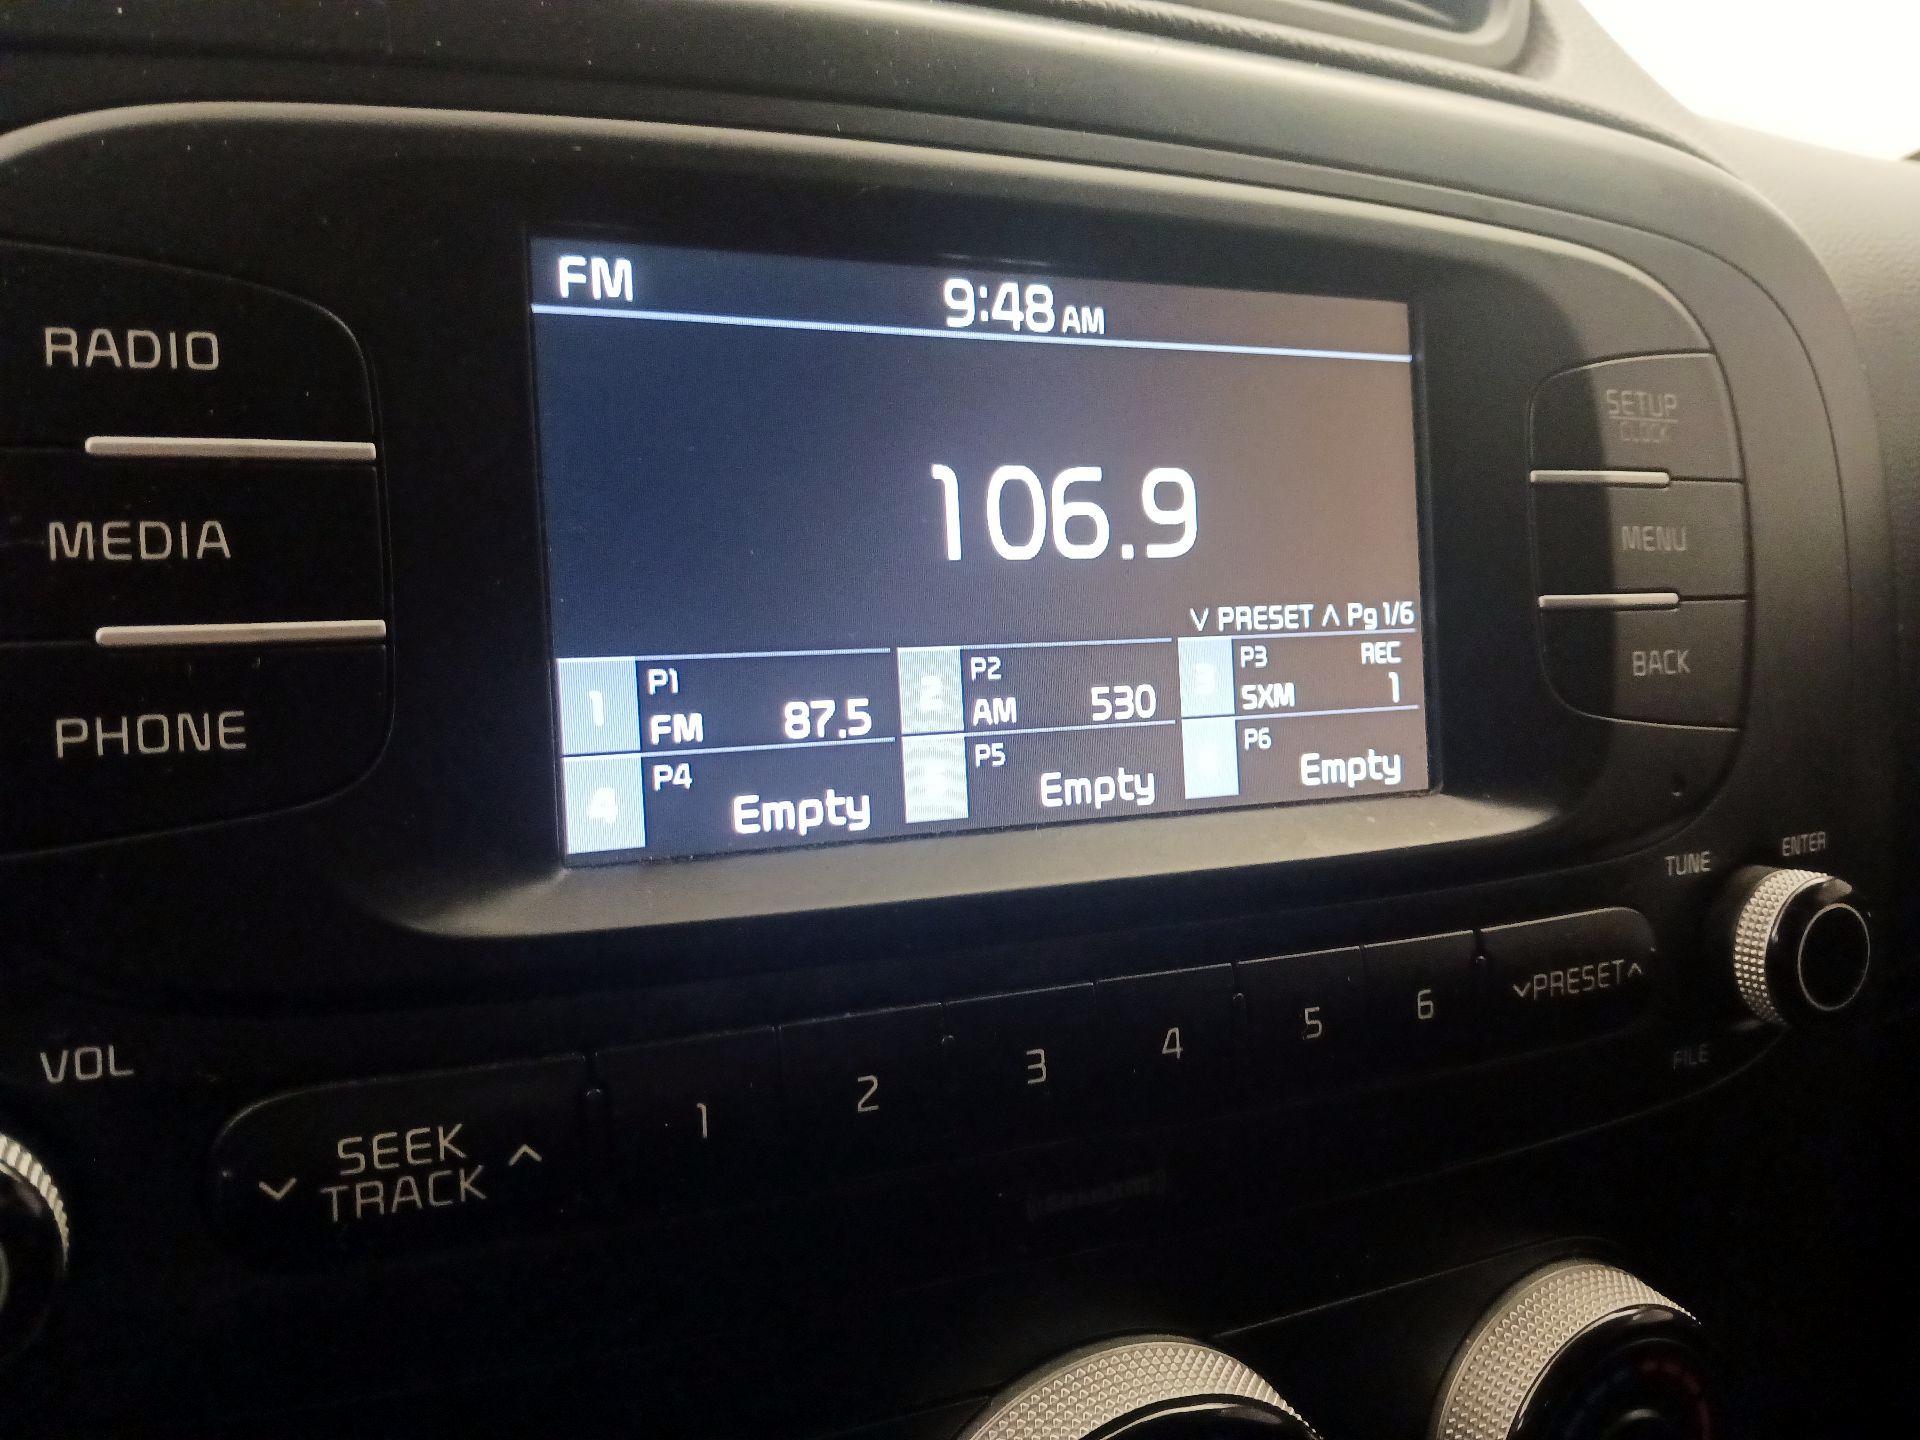 FM 9:48 AM
106.9
∨ PRESET ∧ Pg 1/6
1 P1 FM 87.5
2 P2 AM 530
3 P3 REC SXM 1
4 P4 Empty
P5 Empty
P6 Empty
RADIO
MEDIA
PHONE
SETUP
CLOCK
MENU
BACK
TUNE
ENTER
FILE
VOL
∨ SEEK ∧
TRACK
1 2 3 4 5 6 ∨PRESET∧